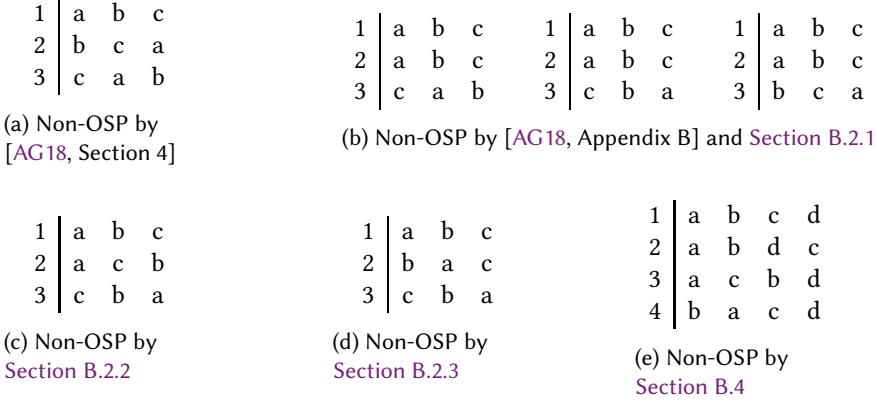 1 a b c
2 b c a
3 c a b
(a) Non-OSP by
[AG18, Section 4]
1 a b c
2 a b c
3 c a b
1 a b c
2 a b c
3 c b a
1 a b c
2 a b c
3 b c a
(b) Non-OSP by [AG18, Appendix B] and Section B.2.1
1 a b c
2 a c b
3 c b a
(c) Non-OSP by
Section B.2.2
1 a b c
2 b a c
3 c b a
(d) Non-OSP by
Section B.2.3
1 a b c d
2 a b d c
3 a c b d
4 b a c d
(e) Non-OSP by
Section B.4